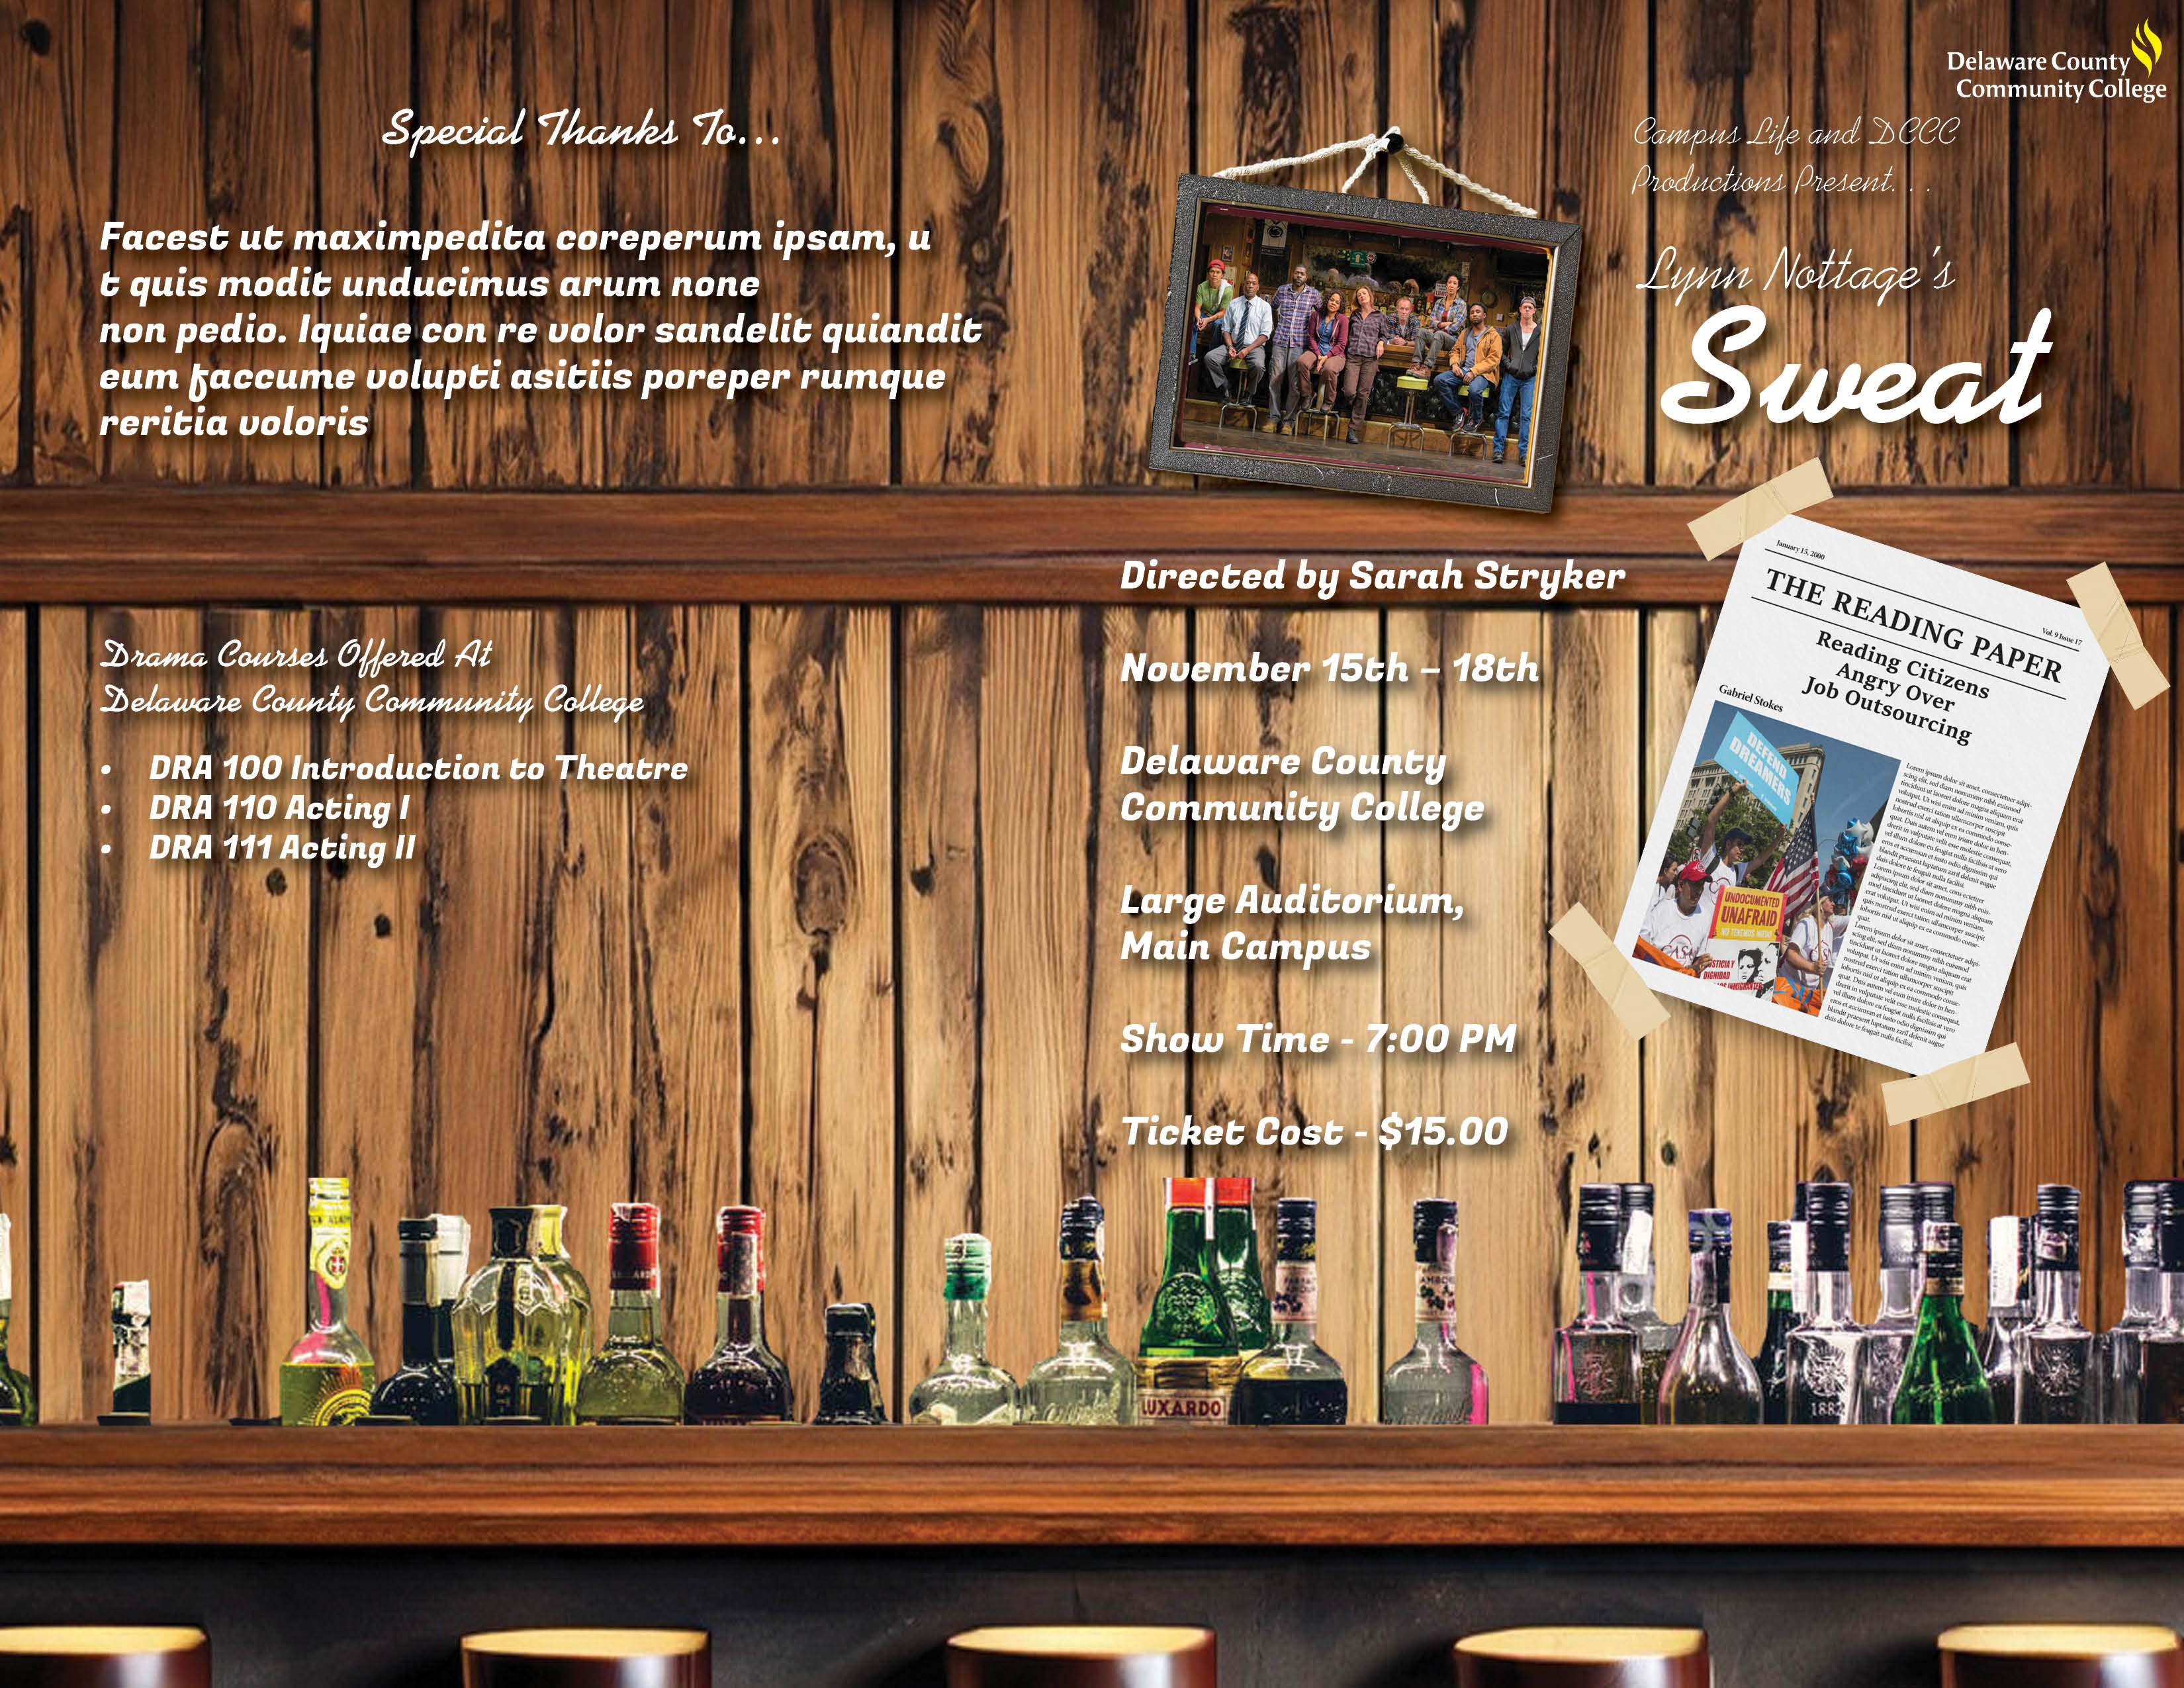 Special Thanks To...
Facest ut maximpedita coreperum ipsam, u
t quis modit unducimus arum none
non pedio. Iquiae con re volor sandelit quiandit
eum faccume volupti asitiis poreper rumque
reritia voloris
Drama Courses Offered At
Delaware County Community College
• DRA 100 Introduction to Theatre
• DRA 110 Acting I
• DRA 111 Acting II
Delaware County
Community College
Campus Life and DCCC
Productions Present. . .
Lynn Nottage's
Sweat
Directed by Sarah Stryker
November 15th – 18th
Delaware County
Community College
Large Auditorium,
Main Campus
Show Time - 7:00 PM
Ticket Cost - $15.00
January 15, 2000
Vol. 9 Issue 17
THE READING PAPER
Reading Citizens
Angry Over
Job Outsourcing
Gabriel Stokes
DEFEND
DREAMERS
UNDOCUMENTED
UNAFRAID
DIGNIDAD
Lorem ipsum dolor sit amet, consectetuer adipi-
scing elit, sed diam nonummy nibh euismod
tincidunt ut laoreet dolore magna aliquam erat
volutpat. Ut wisi enim ad minim veniam, quis
nostrud exerci tation ullamcorper suscipit
lobortis nisl ut aliquip ex ea commodo conse-
quat. Duis autem vel eum iriure dolor in hen-
drerit in vulputate velit esse molestie consequat,
vel illum dolore eu feugiat nulla facilisis at vero
eros et accumsan et iusto odio dignissim qui
blandit praesent luptatum zzril delenit augue
duis dolore te feugait nulla facilisi.
LUXARDO
1882